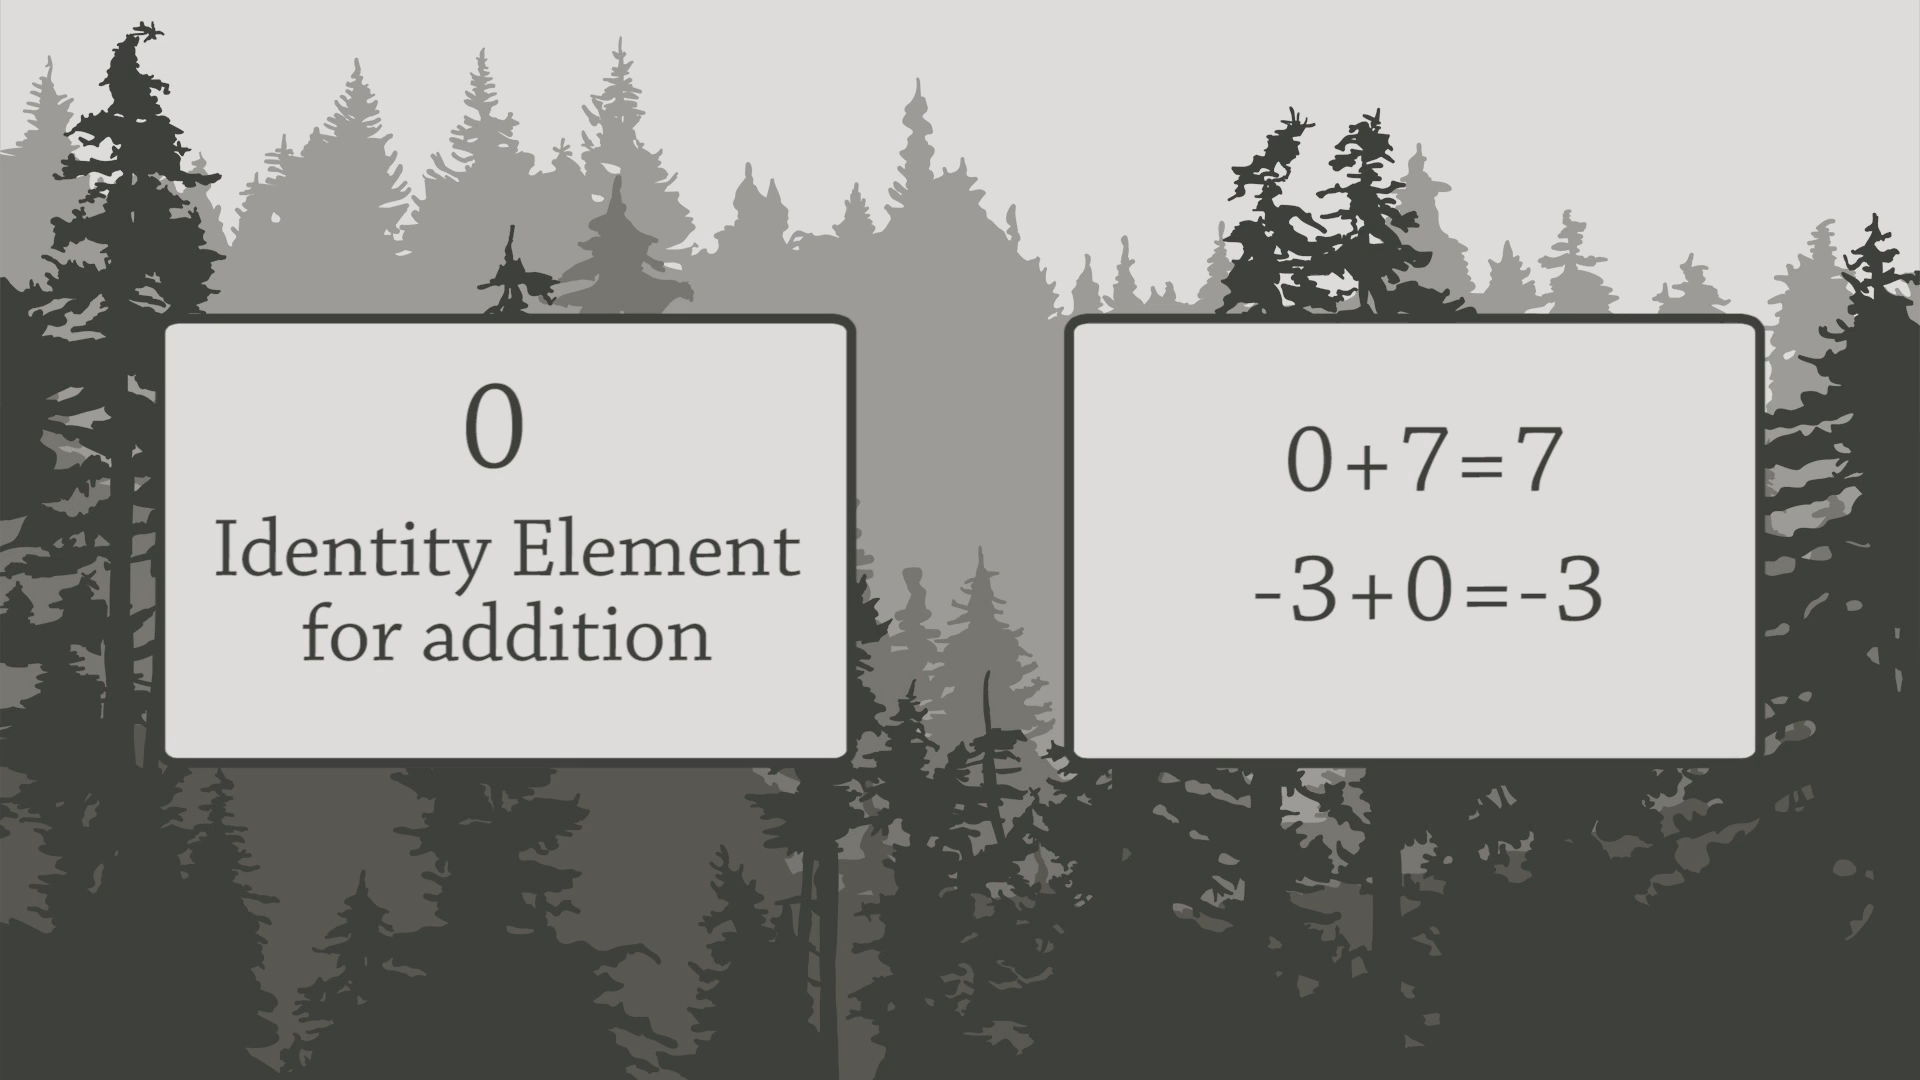 0
Identity Element
for addition
0+7=7
-3+0=-3